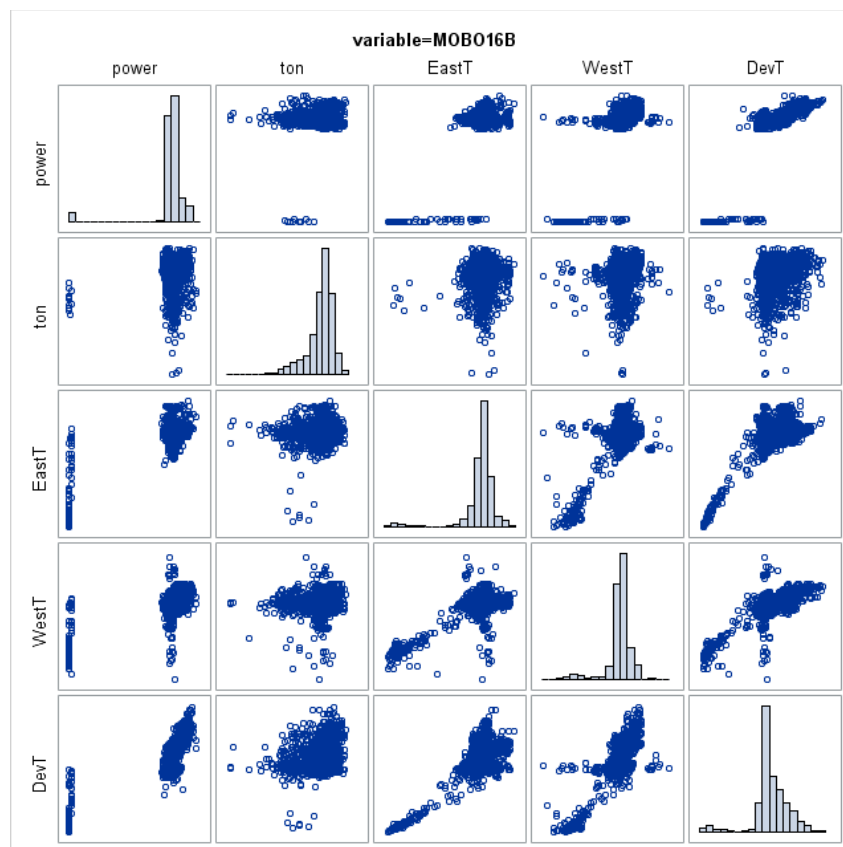 variable=MOBO16B
power ton EastT WestT DevT
power
ton
EastT
WestT
DevT